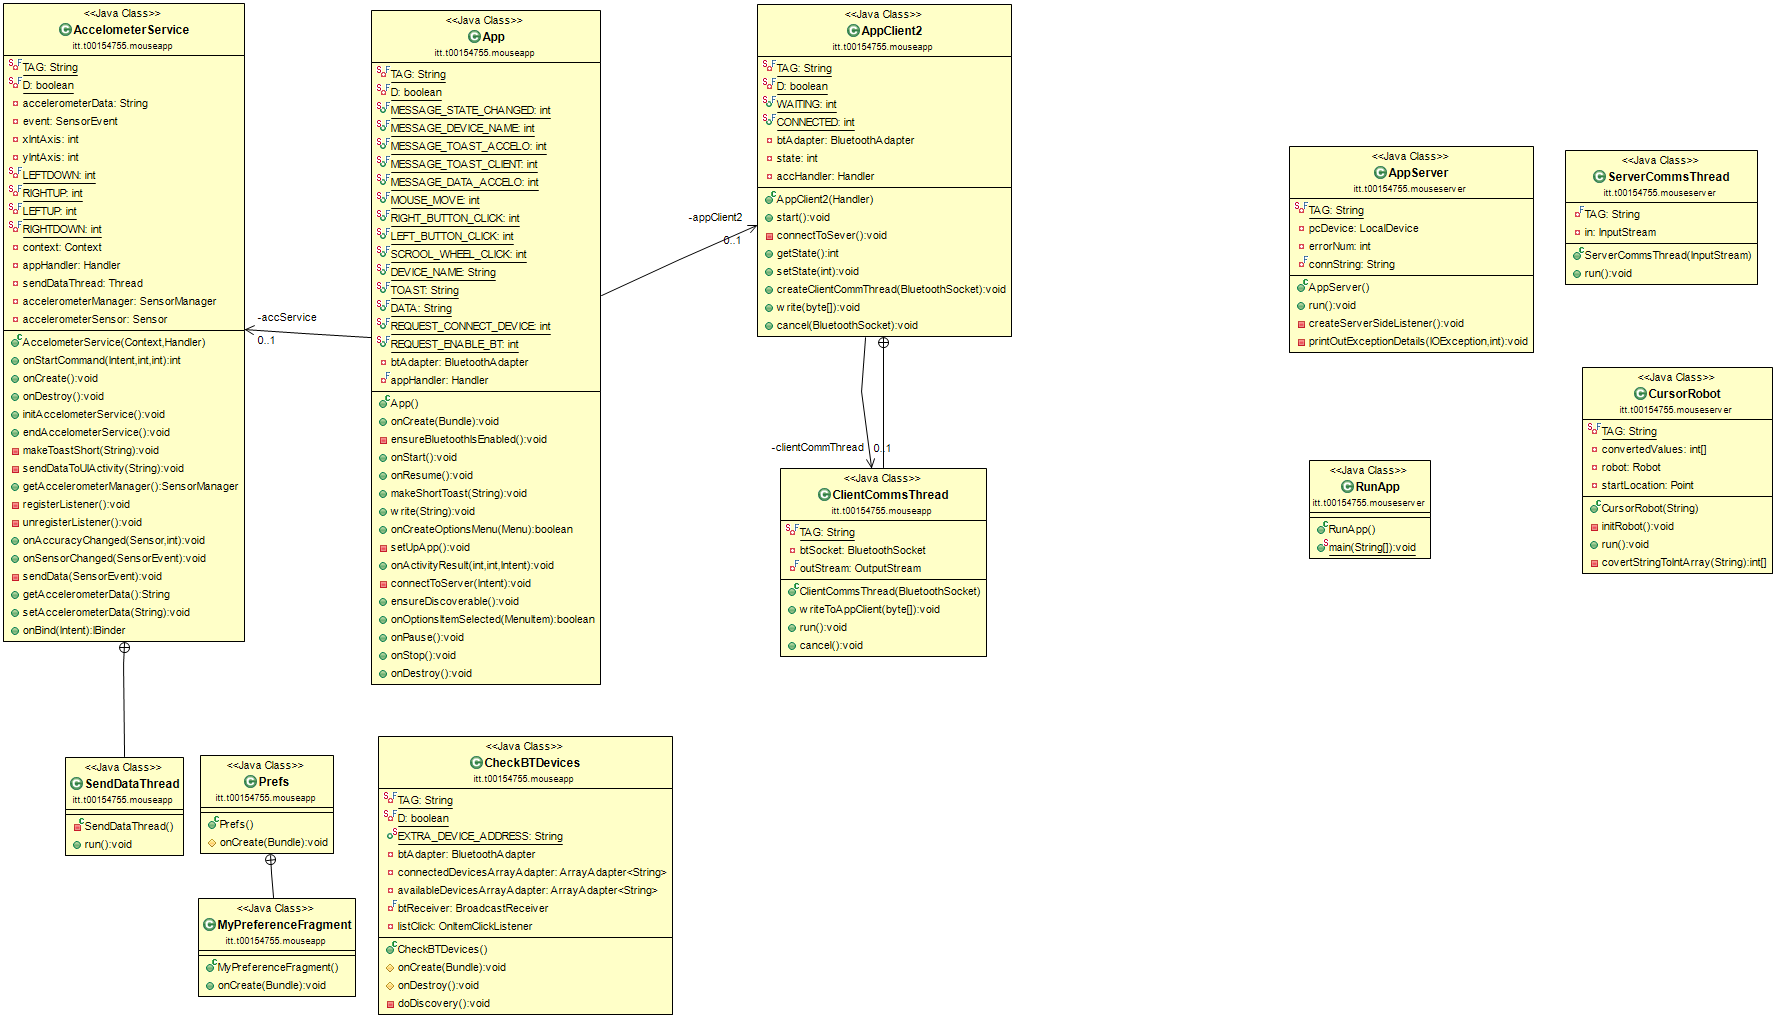 <<Java Class>>
AccelometerService
itt.t00154755.mouseapp
TAG: String
D: boolean
accelerometerData: String
event: SensorEvent
xIntAxis: int
yIntAxis: int
LEFTDOWN: int
RIGHTUP: int
LEFTUP: int
RIGHTDOWN: int
context: Context
appHandler: Handler
sendDataThread: Thread
accelerometerManager: SensorManager
accelerometerSensor: Sensor
AccelometerService(Context,Handler)
onStartCommand(Intent,int,int):int
onCreate():void
onDestroy():void
initAccelometerService():void
endAccelometerService():void
makeToastShort(String):void
sendDataToUIActivity(String):void
getAccelerometerManager():SensorManager
registerListener():void
unregisterListener():void
onAccuracyChanged(Sensor,int):void
onSensorChanged(SensorEvent):void
sendData(SensorEvent):void
getAccelerometerData():String
setAccelometerData(String):void
onBind(Intent):IBinder
-accService
0..1
<<Java Class>>
App
itt.t00154755.mouseapp
TAG: String
D: boolean
MESSAGE_STATE_CHANGED: int
MESSAGE_DEVICE_NAME: int
MESSAGE_TOAST_ACCELO: int
MESSAGE_TOAST_CLIENT: int
MESSAGE_DATA_ACCELO: int
MOUSE_MOVE: int
RIGHT_BUTTON_CLICK: int
LEFT_BUTTON_CLICK: int
SCROOL_WHEEL_CLICK: int
DEVICE_NAME: String
TOAST: String
DATA: String
REQUEST_CONNECT_DEVICE: int
REQUEST_ENABLE_BT: int
btAdapter: BluetoothAdapter
appHandler: Handler
App()
onCreate(Bundle):void
ensureBluetoothIsEnabled():void
onStart():void
onResume():void
makeShortToast(String):void
write(String):void
onCreateOptionsMenu(Menu):boolean
setUpApp():void
onActivityResult(int,int,Intent):void
connectToServer(Intent):void
ensureDiscoverable():void
onOptionsItemSelected(MenuItem):boolean
onPause():void
onStop():void
onDestroy():void
-appClient2
0..1
<<Java Class>>
AppClient2
itt.t00154755.mouseapp
TAG: String
D: boolean
WAITING: int
CONNECTED: int
btAdapter: BluetoothAdapter
state: int
accHandler: Handler
AppClient2(Handler)
start():void
connectToSever():void
getState():int
setState(int):void
createClientCommThread(BluetoothSocket):void
write(byte[]):void
cancel(BluetoothSocket):void
-clientCommThread
0..1
<<Java Class>>
ClientCommsThread
itt.t00154755.mouseapp
TAG: String
btSocket: BluetoothSocket
outStream: OutputStream
ClientCommsThread(BluetoothSocket)
writeToAppClient(byte[]):void
run():void
cancel():void
<<Java Class>>
AppServer
itt.t00154755.mouseserver
TAG: String
pcDevice: LocalDevice
errorNum: int
connString: String
AppServer()
run():void
createServerSideListener():void
printOutExceptionDetails(IOException,int):void
<<Java Class>>
ServerCommsThread
itt.t00154755.mouseserver
TAG: String
in: InputStream
ServerCommsThread(InputStream)
run():void
<<Java Class>>
CursorRobot
itt.t00154755.mouseserver
TAG: String
convertedValues: int[]
robot: Robot
startLocation: Point
CursorRobot(String)
initRobot():void
run():void
covertStringToIntArray(String):int[]
<<Java Class>>
RunApp
itt.t00154755.mouseserver
RunApp()
main(String[]):void
<<Java Class>>
SendDataThread
itt.t00154755.mouseapp
SendDataThread()
run():void
<<Java Class>>
Prefs
itt.t00154755.mouseapp
Prefs()
onCreate(Bundle):void
<<Java Class>>
MyPreferenceFragment
itt.t00154755.mouseapp
MyPreferenceFragment()
onCreate(Bundle):void
<<Java Class>>
CheckBTDevices
itt.t00154755.mouseapp
TAG: String
D: boolean
EXTRA_DEVICE_ADDRESS: String
btAdapter: BluetoothAdapter
connectedDevicesArrayAdapter: ArrayAdapter<String>
availableDevicesArrayAdapter: ArrayAdapter<String>
btReceiver: BroadcastReceiver
listClick: OnItemClickListener
CheckBTDevices()
onCreate(Bundle):void
onDestroy():void
doDiscovery():void